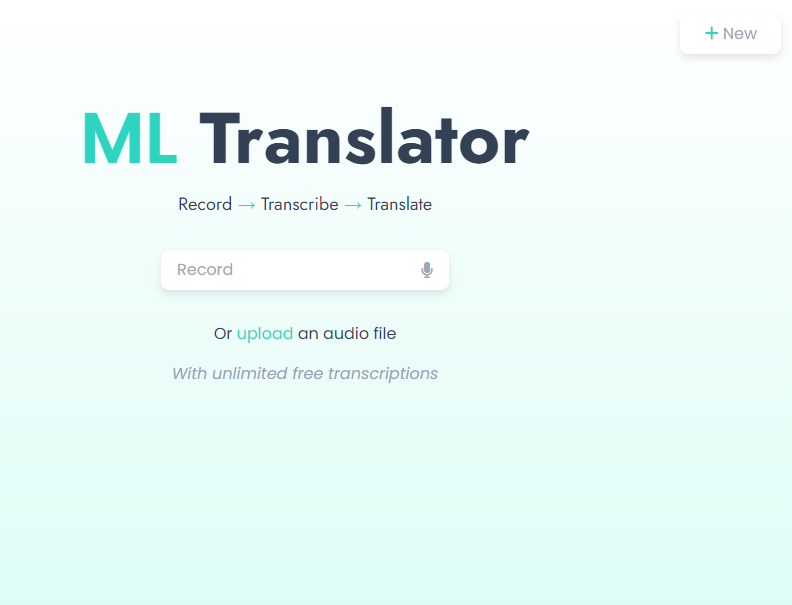 + New
ML Translator
Record → Transcribe → Translate
Record
Or upload an audio file
With unlimited free transcriptions